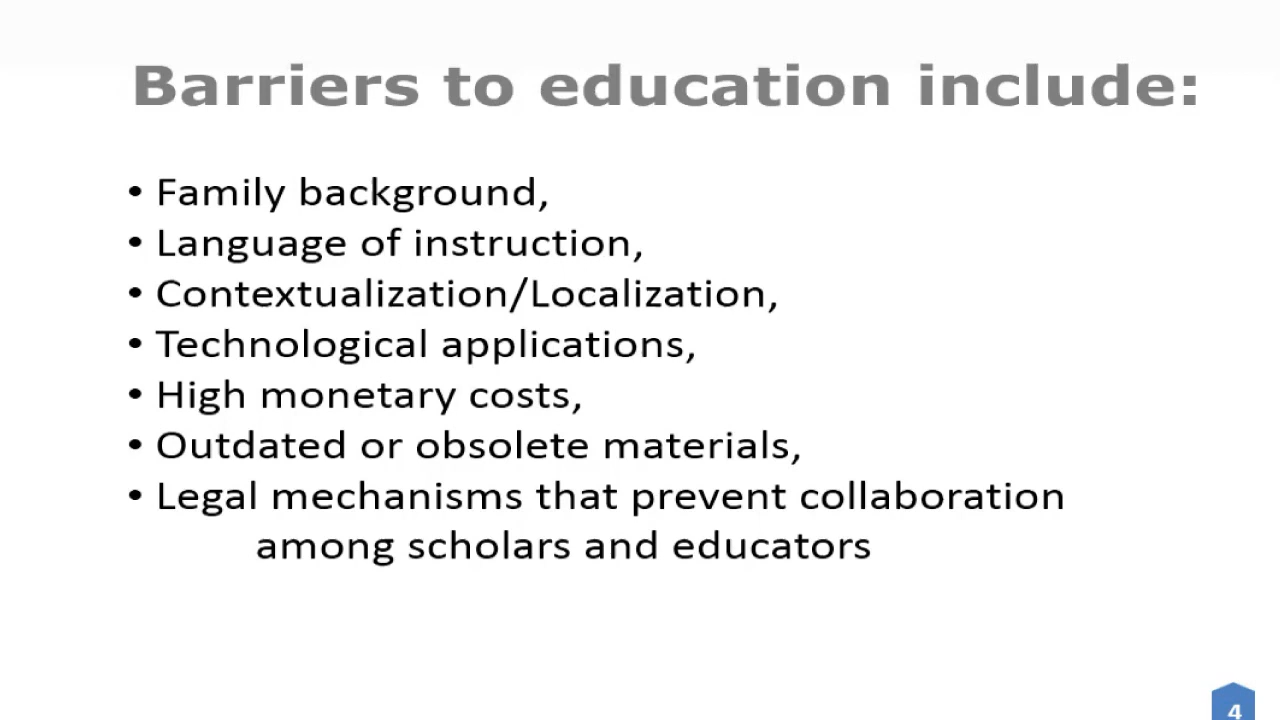 Barriers to education include:
• Family background,
• Language of instruction,
• Contextualization/Localization,
• Technological applications,
• High monetary costs,
• Outdated or obsolete materials,
• Legal mechanisms that prevent collaboration
among scholars and educators
4